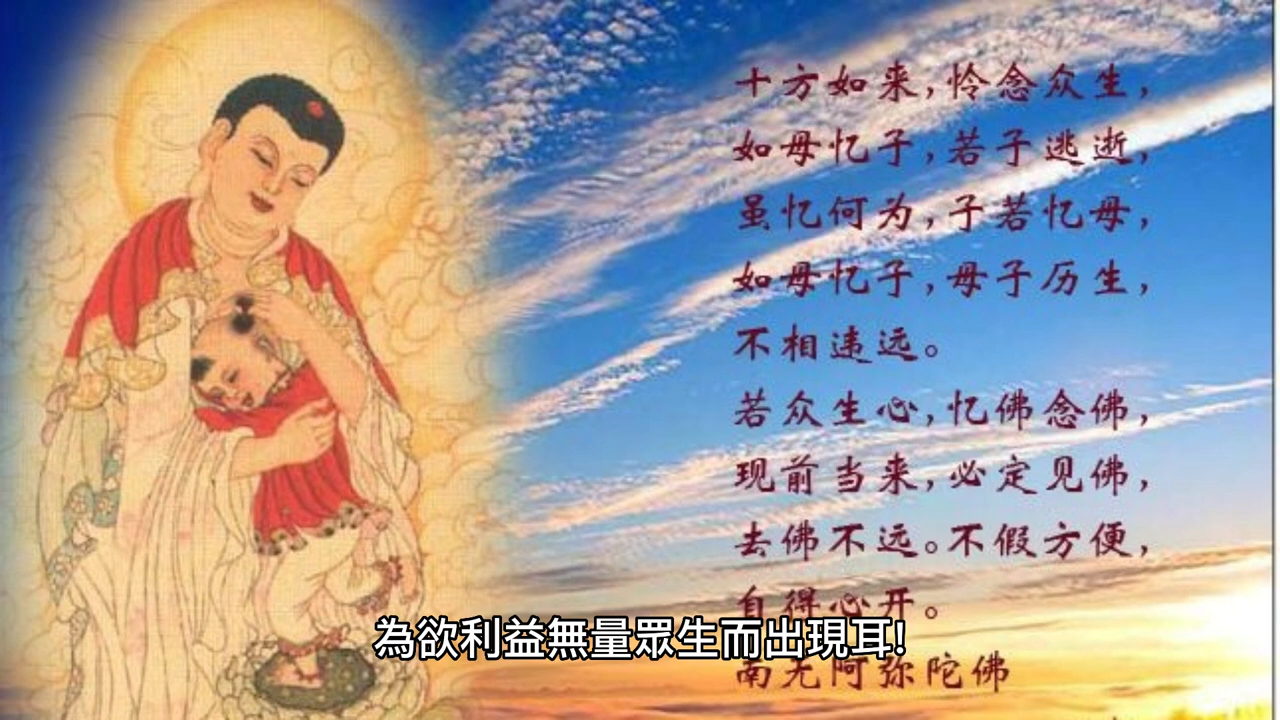 十方如来,怜念众生,
如母忆子,若子逃逝,
虽忆何为,子若忆母,
如母忆子,母子历生,
不相违远。
若众生心,忆佛念佛,
现前当来,必定见佛,
去佛不远。不假方便,
自得心开。
為欲利益無量眾生而出現耳!
南无阿弥陀佛